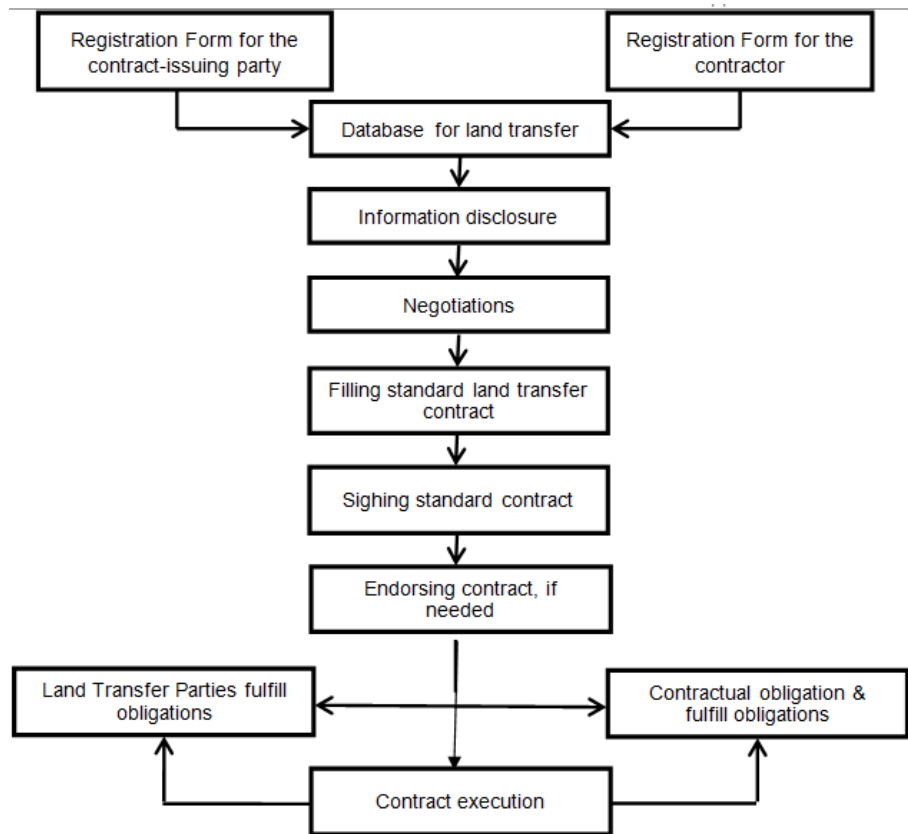 Registration Form for the
contract-issuing party
Registration Form for the
contractor
Database for land transfer
Information disclosure
Negotiations
Filling standard land transfer
contract
Sighing standard contract
Endorsing contract, if
needed
Land Transfer Parties fulfill
obligations
Contractual obligation &
fulfill obligations
Contract execution